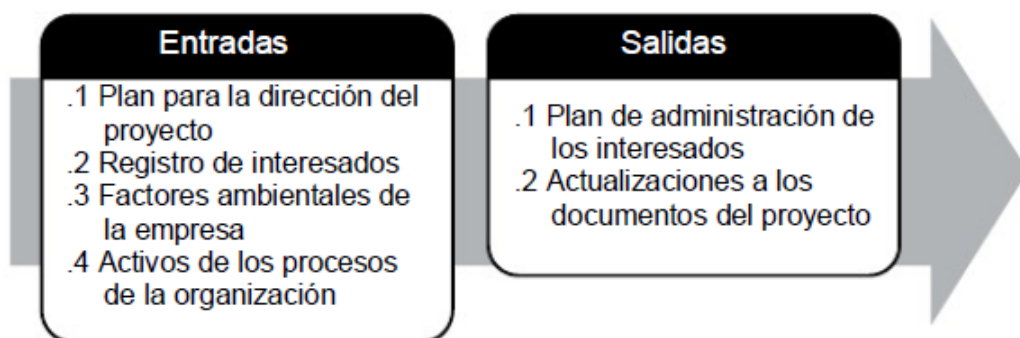 Entradas
.1 Plan para la dirección del
proyecto
.2 Registro de interesados
.3 Factores ambientales de
la empresa
.4 Activos de los procesos
de la organización
Salidas
.1 Plan de administración de
los interesados
.2 Actualizaciones a los
documentos del proyecto